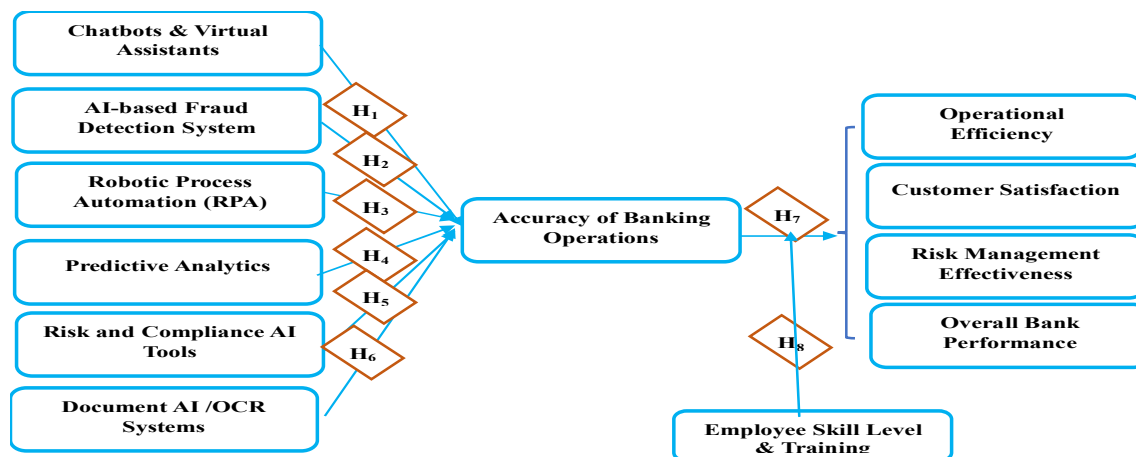 Chatbots & Virtual
Assistants
AI-based Fraud
Detection System
Robotic Process
Automation (RPA)
Predictive Analytics
Risk and Compliance AI
Tools
Document AI /OCR
Systems
H₁
H₂
H₃
H₄
H₅
H₆
Accuracy of Banking
Operations
H₇
H₈
Employee Skill Level
& Training
Operational
Efficiency
Customer Satisfaction
Risk Management
Effectiveness
Overall Bank
Performance